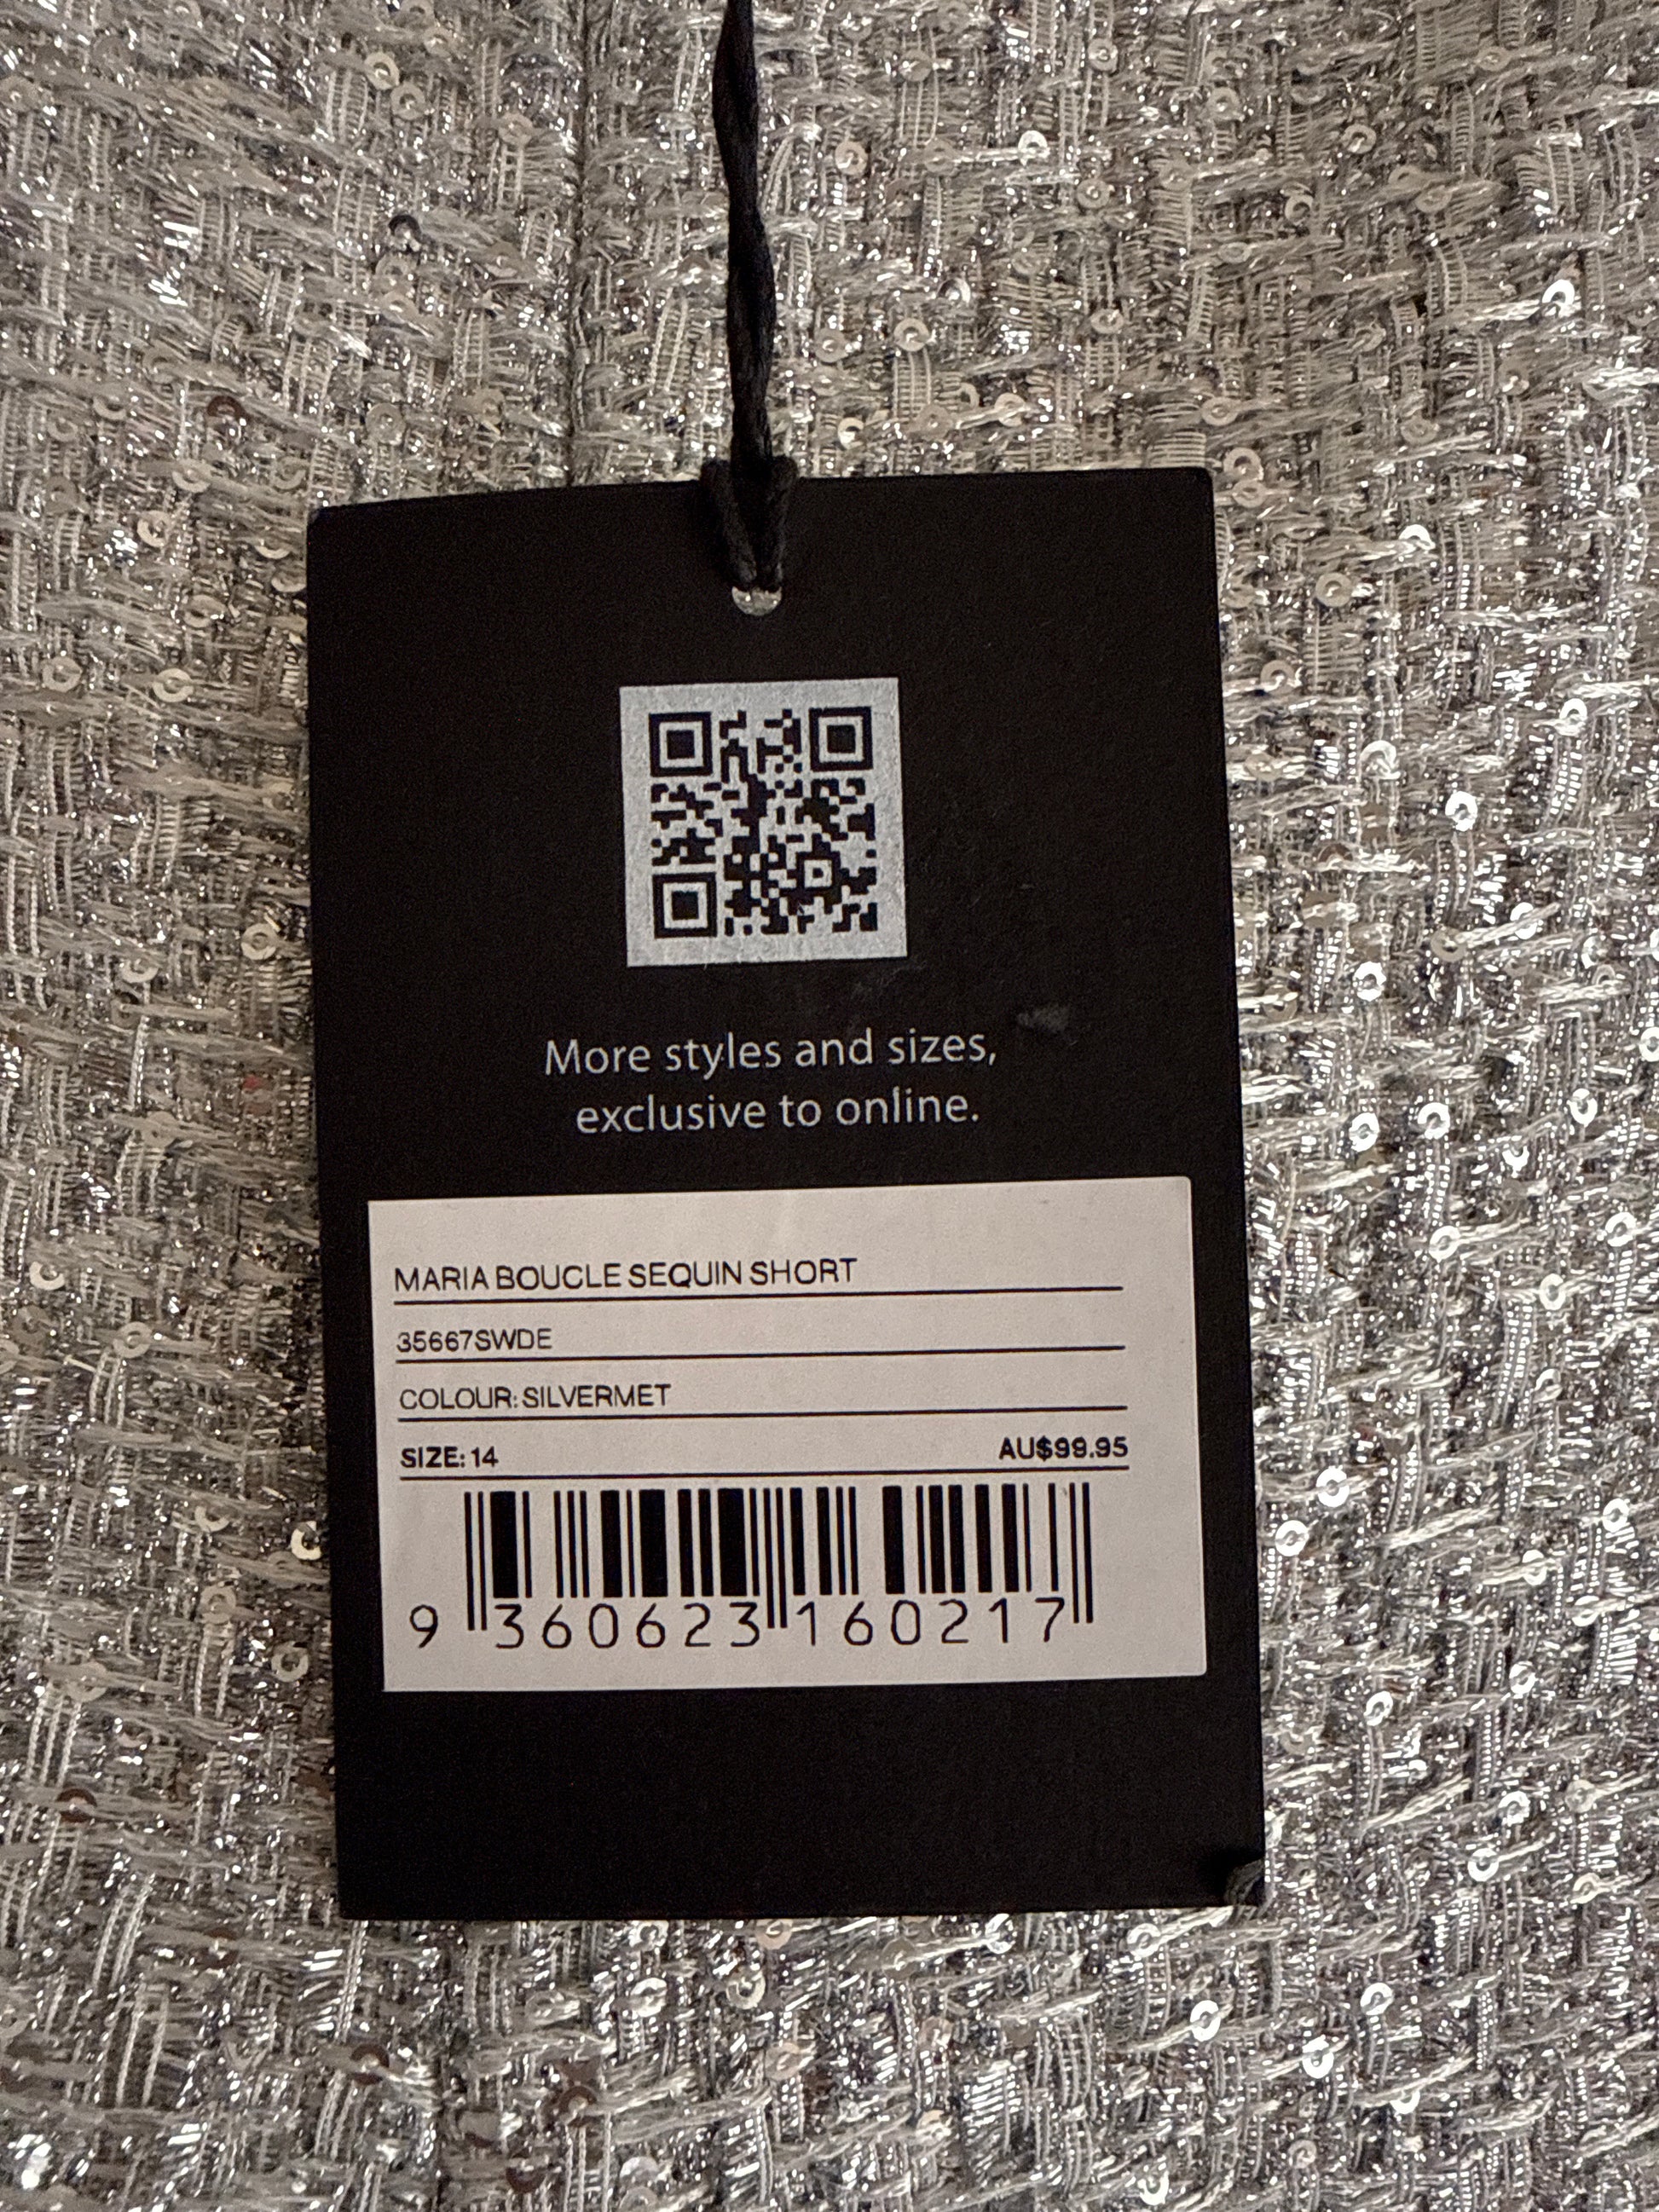 More styles and sizes,
exclusive to online.
MARIA BOUCLE SEQUIN SHORT
35667SWDE
COLOUR: SILVERMET
SIZE: 14 AU$99.95
9 360623 160217